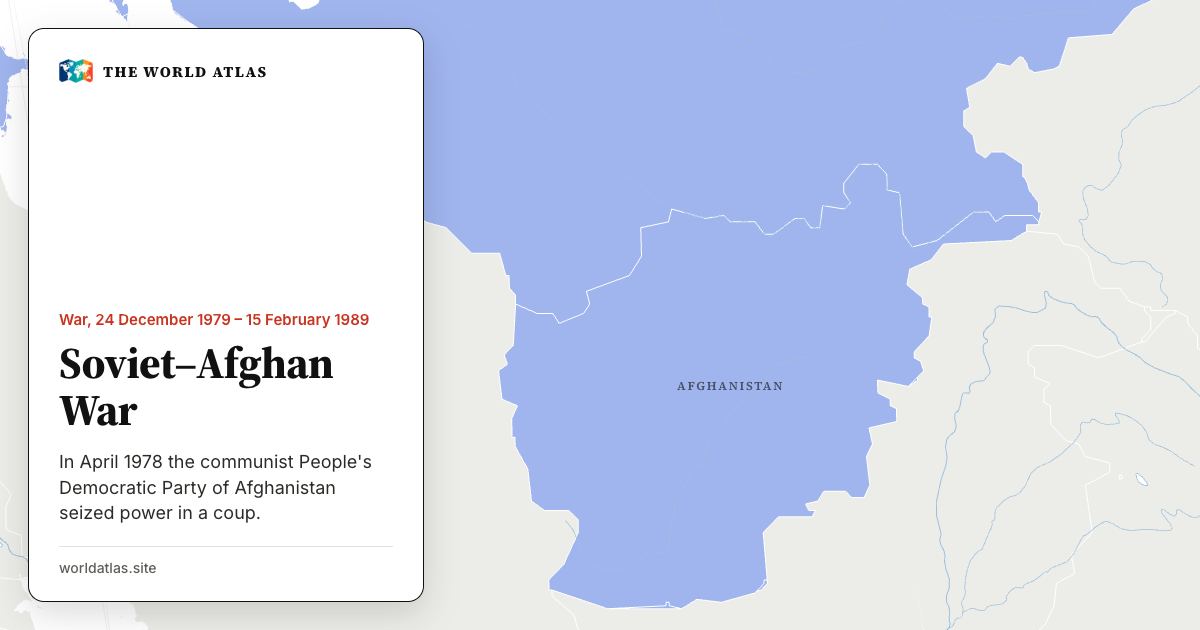 THE WORLD ATLAS
War, 24 December 1979 – 15 February 1989
Soviet–Afghan
War
In April 1978 the communist People's
Democratic Party of Afghanistan
seized power in a coup.
worldatlas.site
AFGHANISTAN